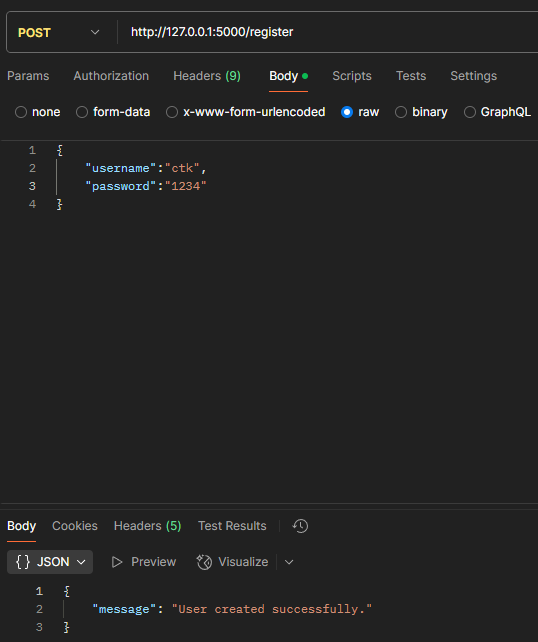 POST http://127.0.0.1:5000/register
Params Authorization Headers (9) Body Scripts Tests Settings
none form-data x-www-form-urlencoded raw binary GraphQL
1 {
2 "username":"ctk",
3 "password":"1234"
4 }
Body Cookies Headers (5) Test Results
{} JSON Preview Visualize
1 {
2 "message": "User created successfully."
3 }